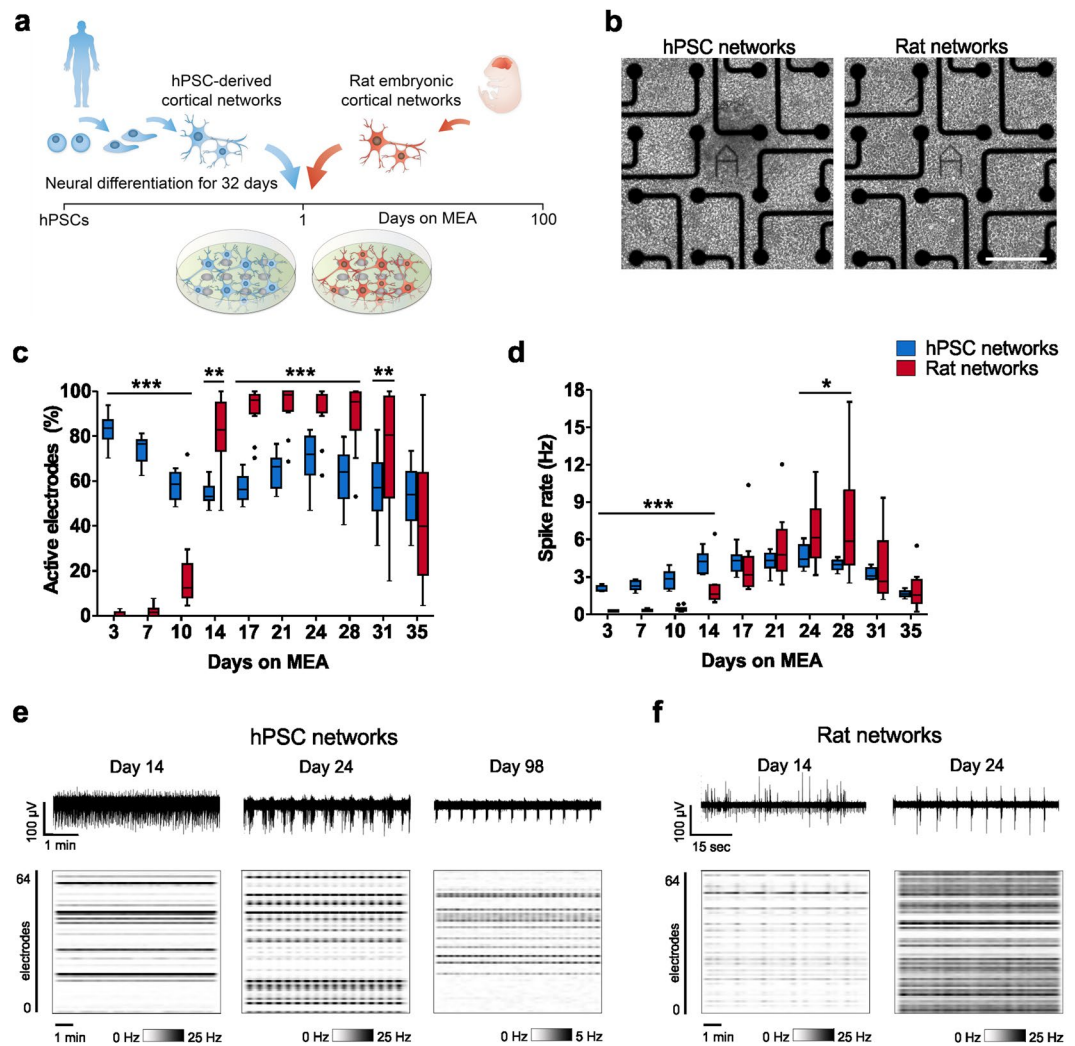 a
hPSC-derived
cortical networks
Rat embryonic
cortical networks
Neural differentiation for 32 days
hPSCs
1
Days on MEA
100
b
hPSC networks
Rat networks
A
A
c
Active electrodes (%)
100
80
60
40
20
0
***
**
***
**
3 7 10 14 17 21 24 28 31 35
Days on MEA
d
hPSC networks
Rat networks
Spike rate (Hz)
18
15
12
9
6
3
0
***
*
3 7 10 14 17 21 24 28 31 35
Days on MEA
e
hPSC networks
Day 14
Day 24
Day 98
100 µV
1 min
64
electrodes
0
1 min
0 Hz 25 Hz
0 Hz 25 Hz
0 Hz 5 Hz
f
Rat networks
Day 14
Day 24
100 µV
15 sec
64
electrodes
0
1 min
0 Hz 25 Hz
0 Hz 25 Hz